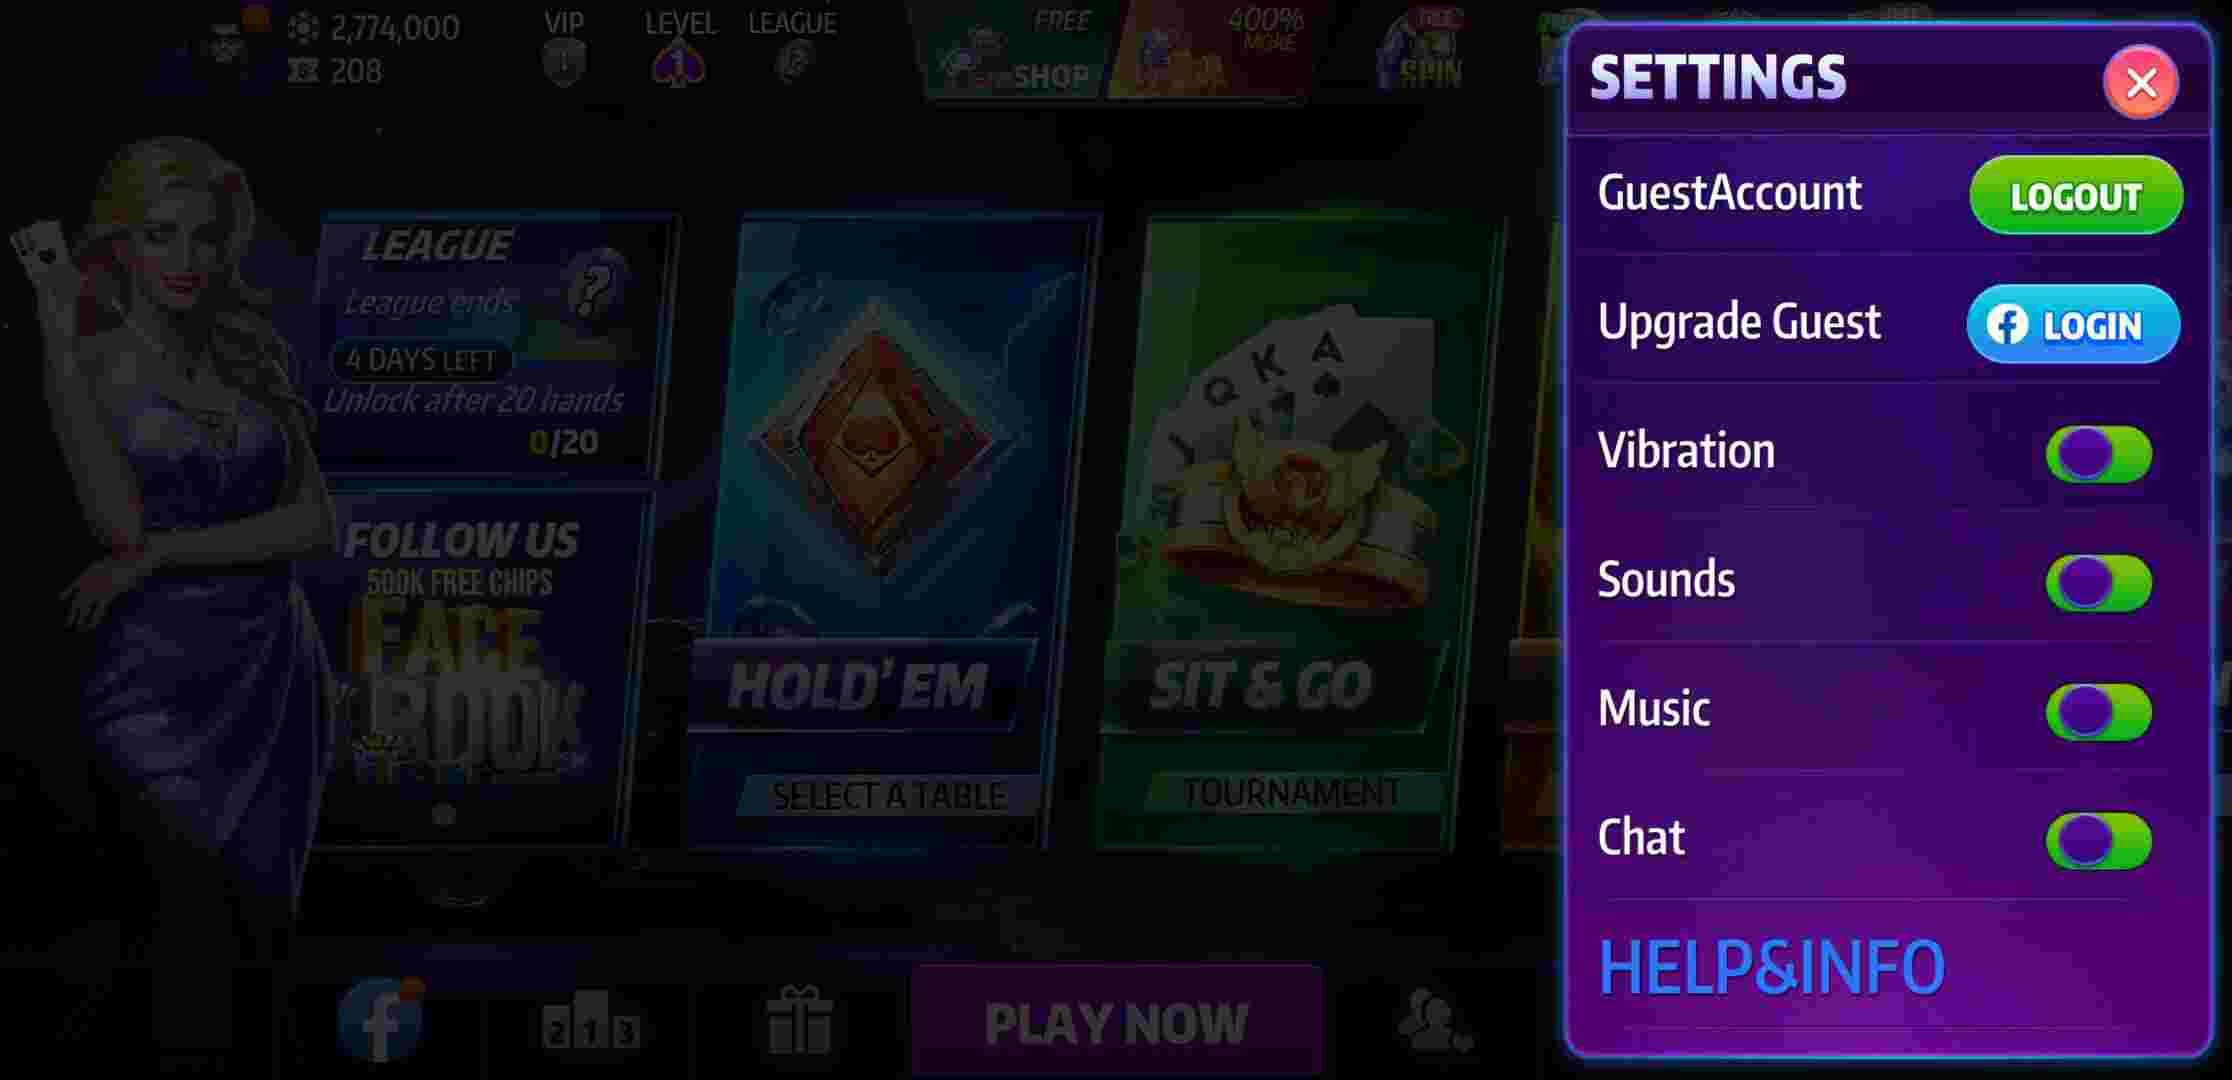 2,774,000
208
VIP
LEVEL
1
LEAGUE
FREE
SHOP
400%
MORE
SPIN
SETTINGS
GuestAccount
LOGOUT
Upgrade Guest
LOGIN
Vibration
Sounds
Music
Chat
HELP&INFO
LEAGUE
League ends
4 DAYS LEFT
Unlock after 20 hands
0/20
?
FOLLOW US
500K FREE CHIPS
FACE
BOOK
HOLD'EM
SELECT A TABLE
J Q K A
SIT & GO
TOURNAMENT
2 1 3
PLAY NOW